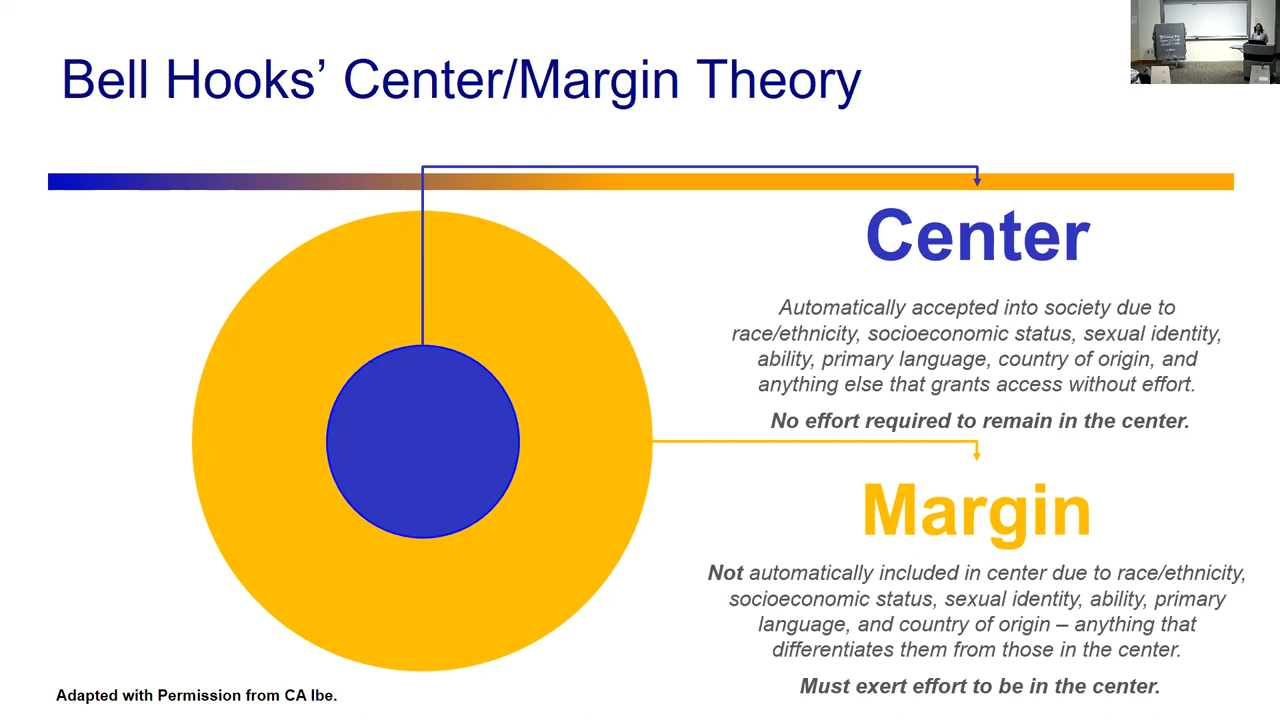 Bell Hooks’ Center/Margin Theory
Center
Automatically accepted into society due to
race/ethnicity, socioeconomic status, sexual identity,
ability, primary language, country of origin, and
anything else that grants access without effort.
No effort required to remain in the center.
Margin
Not automatically included in center due to race/ethnicity,
socioeconomic status, sexual identity, ability, primary
language, and country of origin – anything that
differentiates them from those in the center.
Must exert effort to be in the center.
Adapted with Permission from CA Ibe.